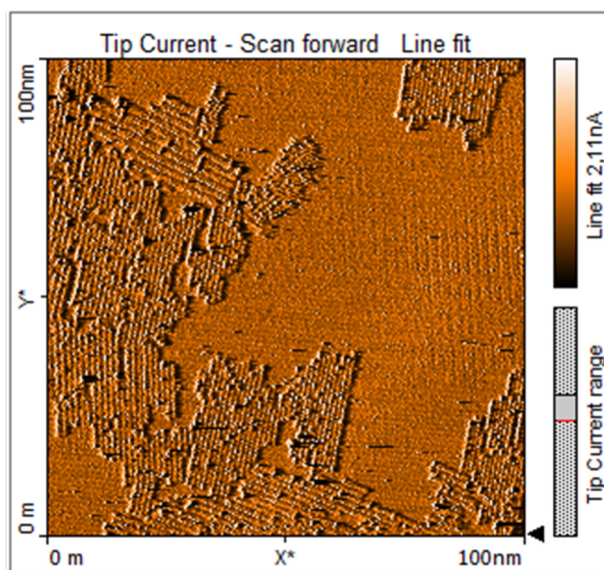 Tip Current - Scan forward Line fit
100nm
Y*
0 m
0 m
X*
100nm
Line fit 2,11nA
Tip Current range